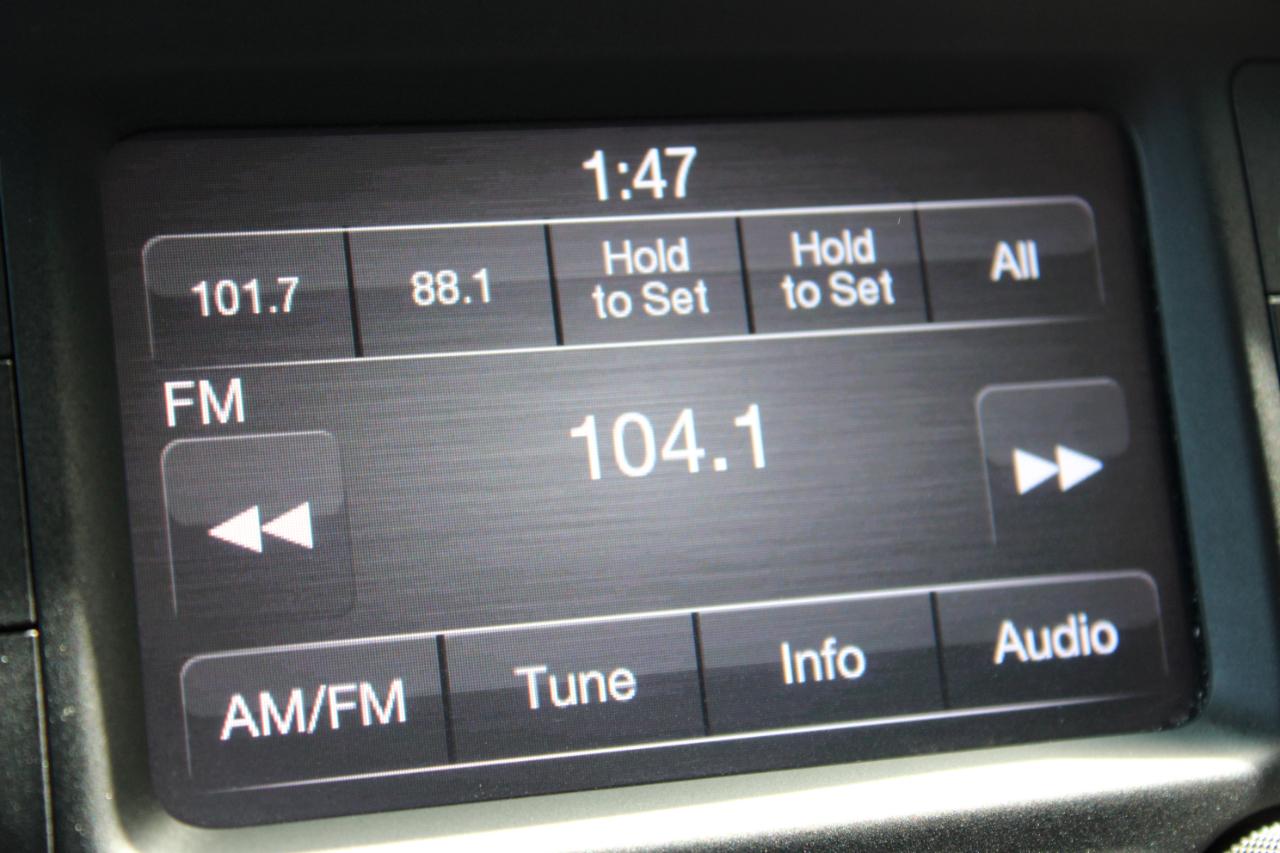 1:47
101.7
88.1
Hold
to Set
Hold
to Set
All
FM
104.1
AM/FM
Tune
Info
Audio